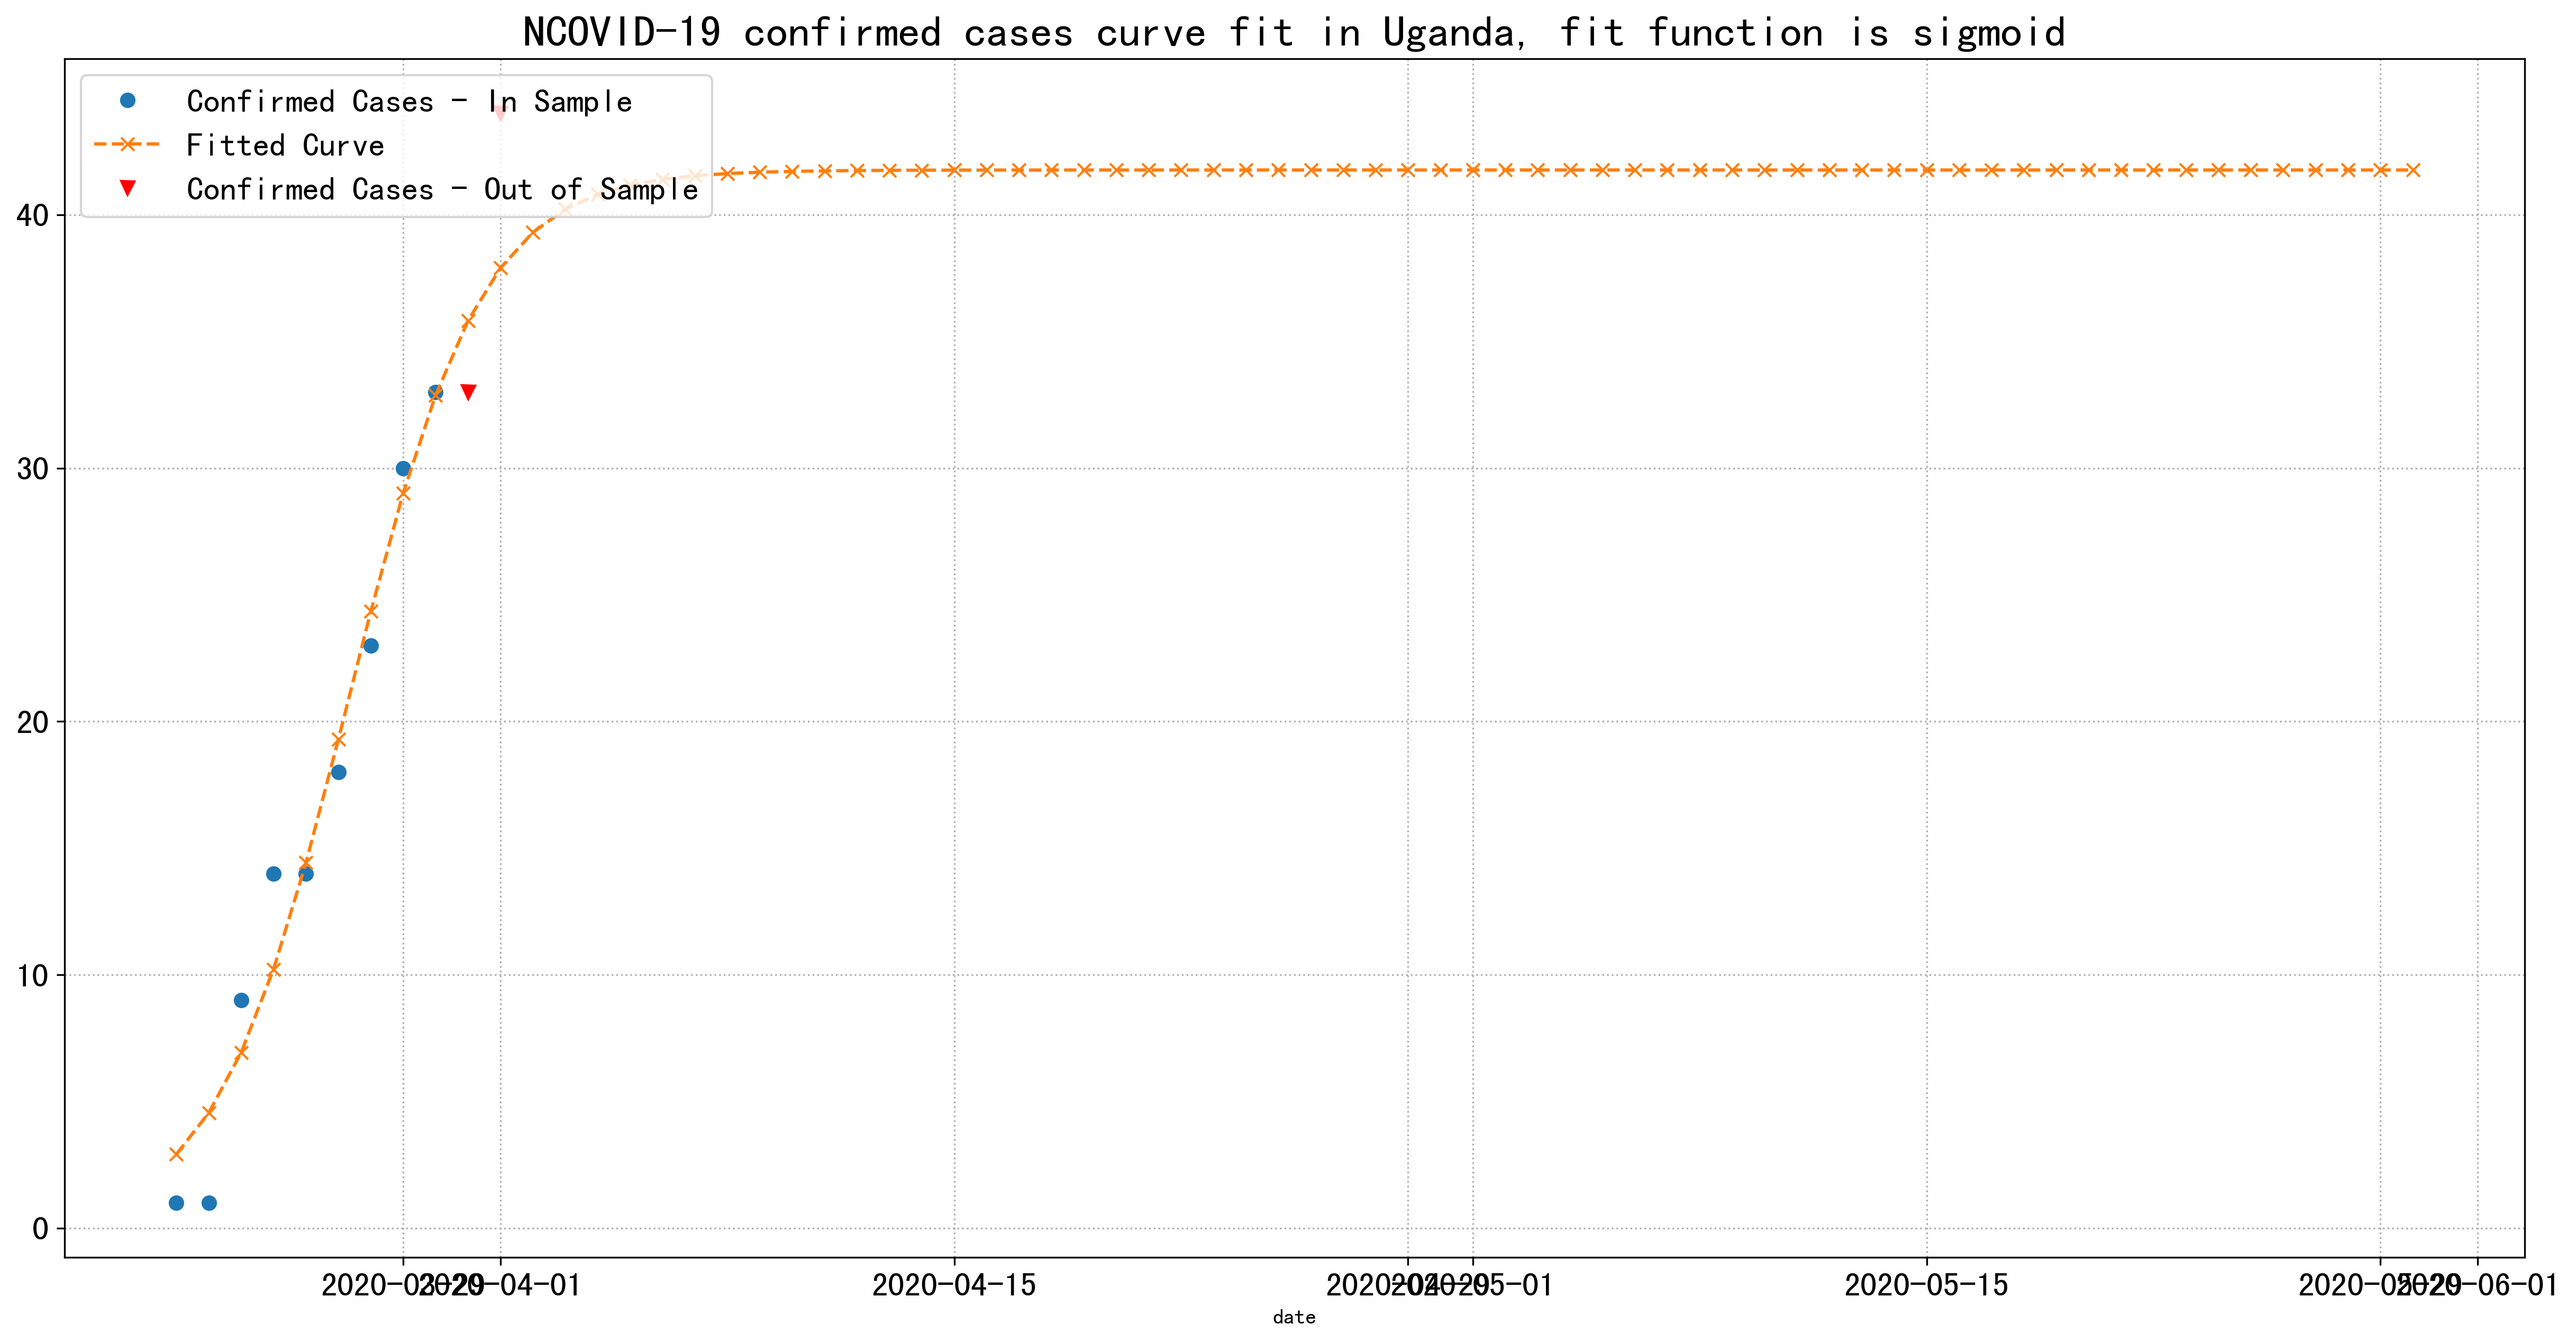 NCOVID-19 confirmed cases curve fit in Uganda, fit function is sigmoid
Confirmed Cases - In Sample
Fitted Curve
Confirmed Cases - Out of Sample
40
30
20
10
0
2020-03-29 2020-04-01 2020-04-15 2020-04-29 2020-05-01 2020-05-15 2020-05-29 2020-06-01
date